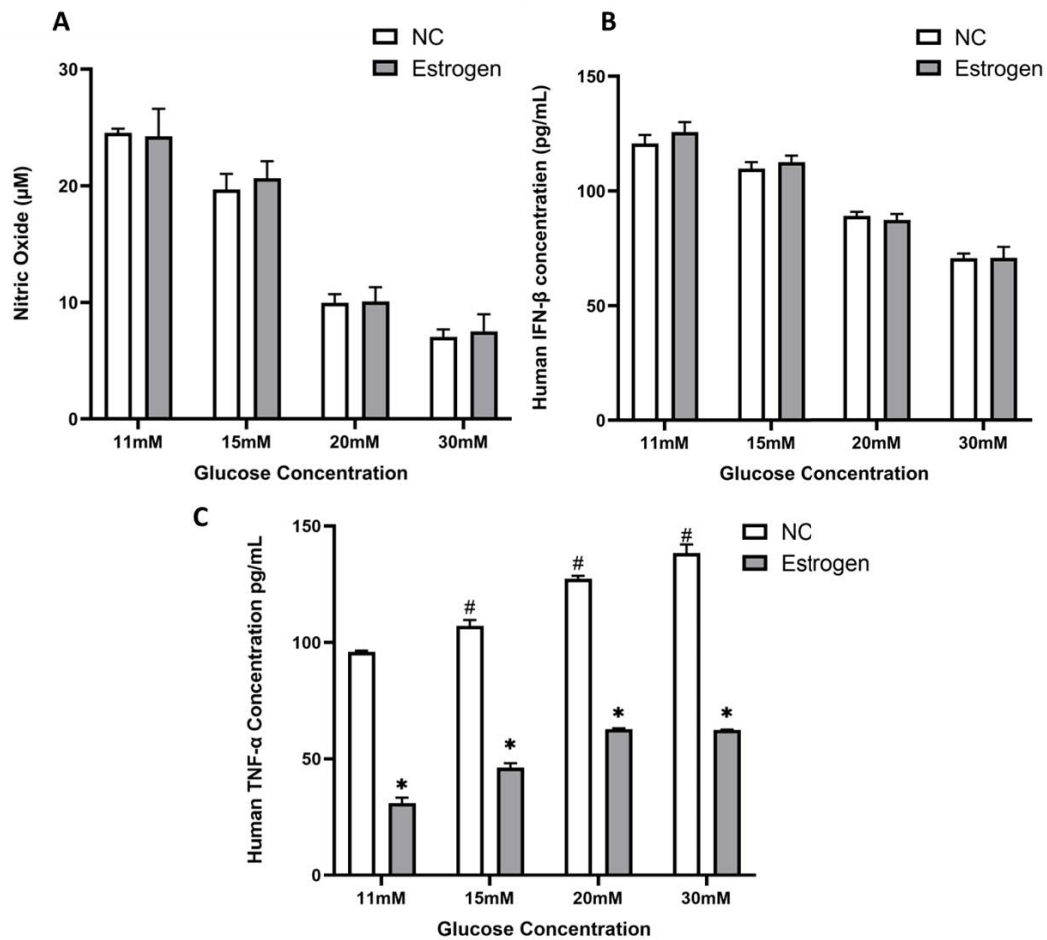 A
NC
Estrogen
30
20
10
0
Nitric Oxide (μM)
11mM
15mM
20mM
30mM
Glucose Concentration
B
NC
Estrogen
150
100
50
0
Human IFN-β concentratien (pg/mL)
11mM
15mM
20mM
30mM
Glucose Concentration
C
NC
Estrogen
150
100
50
0
Human TNF-α Concentration pg/mL
#
#
#
*
*
*
*
11mM
15mM
20mM
30mM
Glucose Concentration